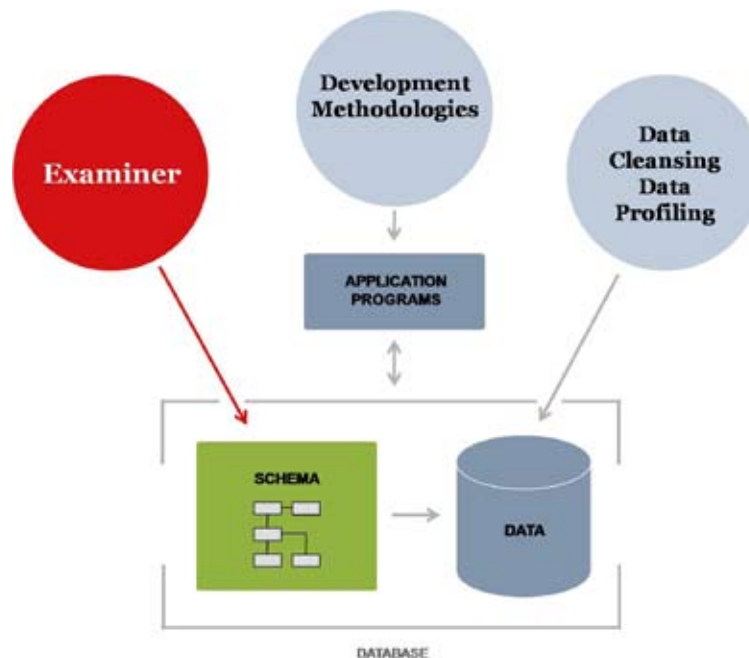 Development
Methodologies
Examiner
Data
Cleansing
Data
Profiling
APPLICATION
PROGRAMS
SCHEMA
DATA
DATABASE